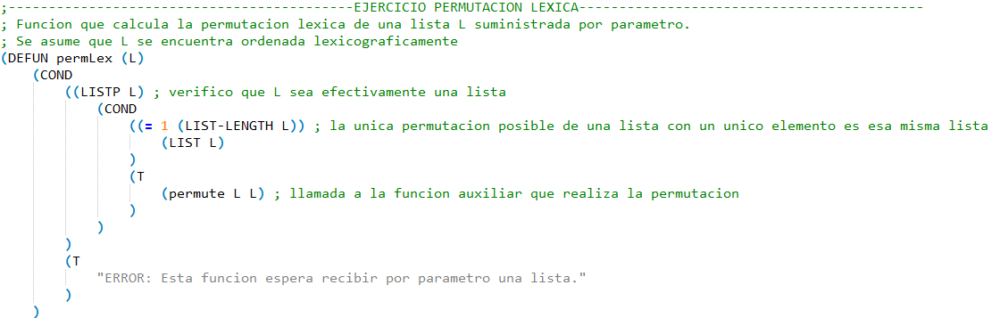 ;-------------------------------------------EJERCICIO PERMUTACION LEXICA-------------------------------------------
; Funcion que calcula la permutacion lexica de una lista L suministrada por parametro.
; Se asume que L se encuentra ordenada lexicograficamente
(DEFUN permLex (L)
    (COND
        ((LISTP L) ; verifico que L sea efectivamente una lista
            (COND
                ((= 1 (LIST-LENGTH L)) ; la unica permutacion posible de una lista con un unico elemento es esa misma lista
                    (LIST L)
                )
                (T
                    (permute L L) ; llamada a la funcion auxiliar que realiza la permutacion
                )
            )
        )
        (T
            "ERROR: Esta funcion espera recibir por parametro una lista."
        )
    )